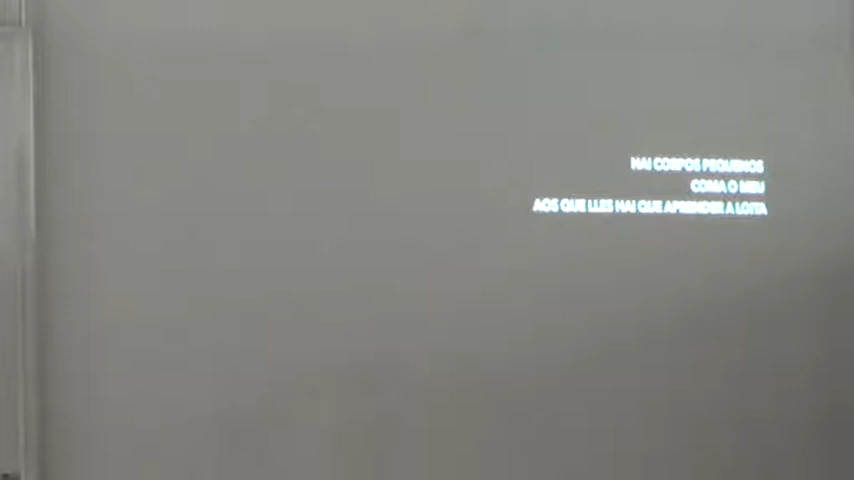 HAI CORPOS PEQUENOS
COMA O MEU
AOS QUE LLES HAI QUE APRENDER A LOITA